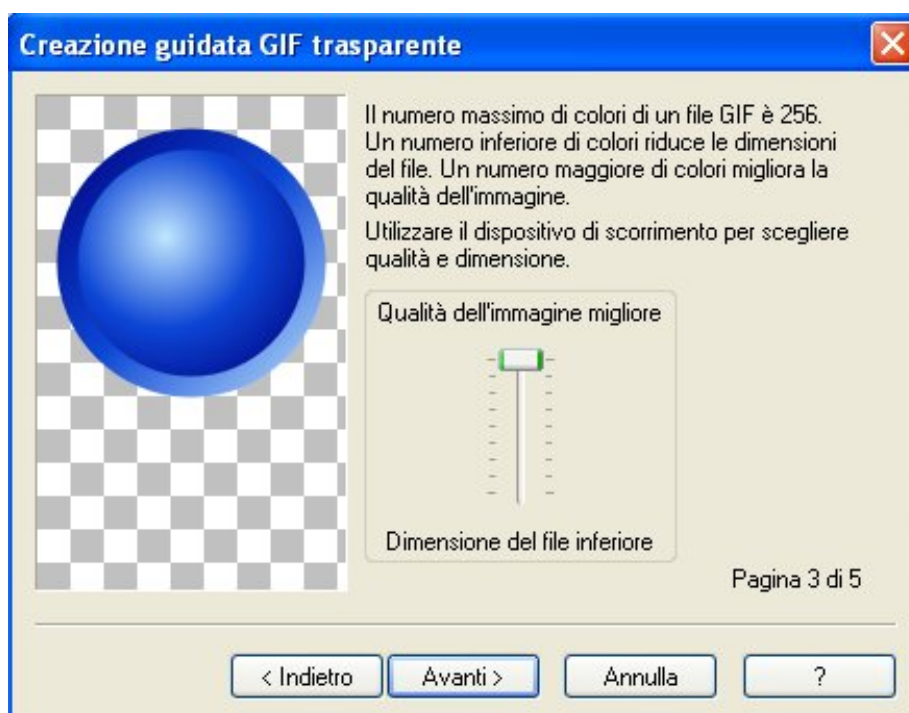 Creazione guidata GIF trasparente
Il numero massimo di colori di un file GIF è 256.
Un numero inferiore di colori riduce le dimensioni
del file. Un numero maggiore di colori migliora la
qualità dell'immagine.
Utilizzare il dispositivo di scorrimento per scegliere
qualità e dimensione.
Qualità dell'immagine migliore
Dimensione del file inferiore
Pagina 3 di 5
< Indietro
Avanti >
Annulla
?